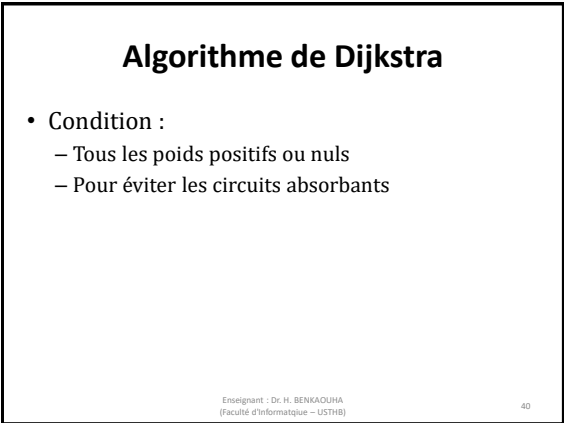 Algorithme de Dijkstra
• Condition :
– Tous les poids positifs ou nuls
– Pour éviter les circuits absorbants
Enseignant : Dr. H. BENKAOUHA
(Faculté d'Informatqiue – USTHB)
40